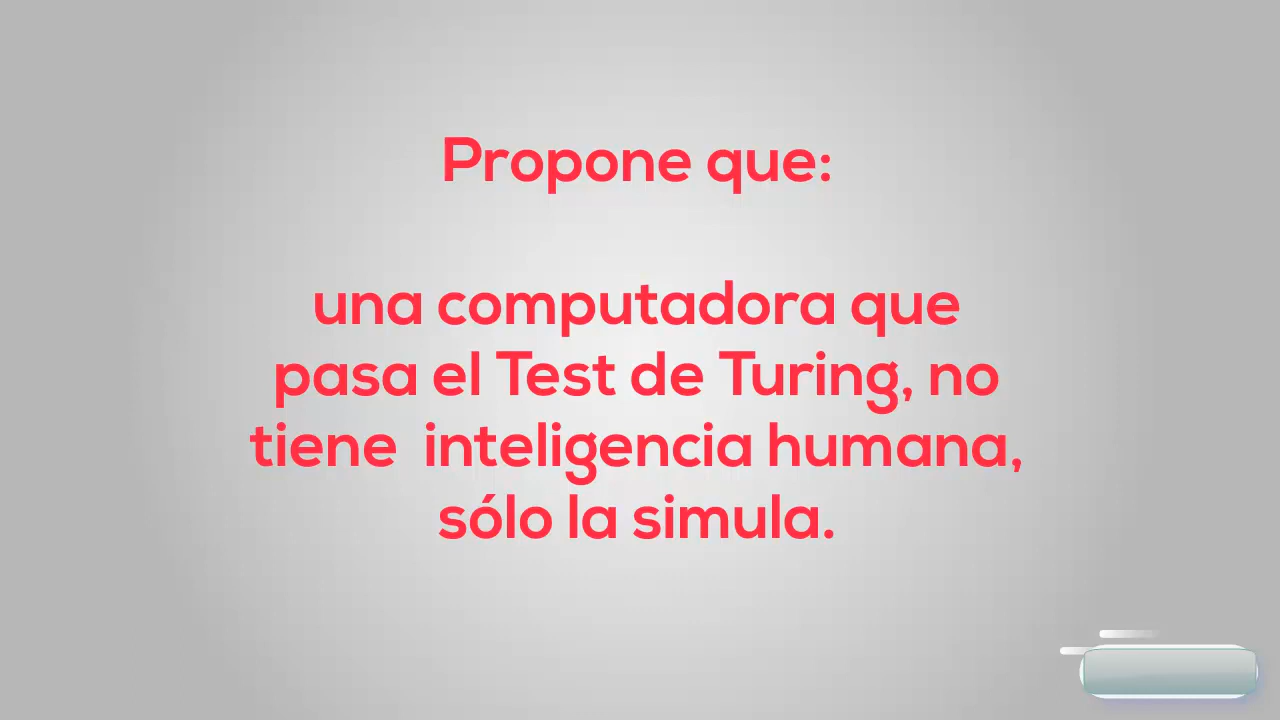 Propone que:
una computadora que
pasa el Test de Turing, no
tiene  inteligencia humana,
sólo la simula.